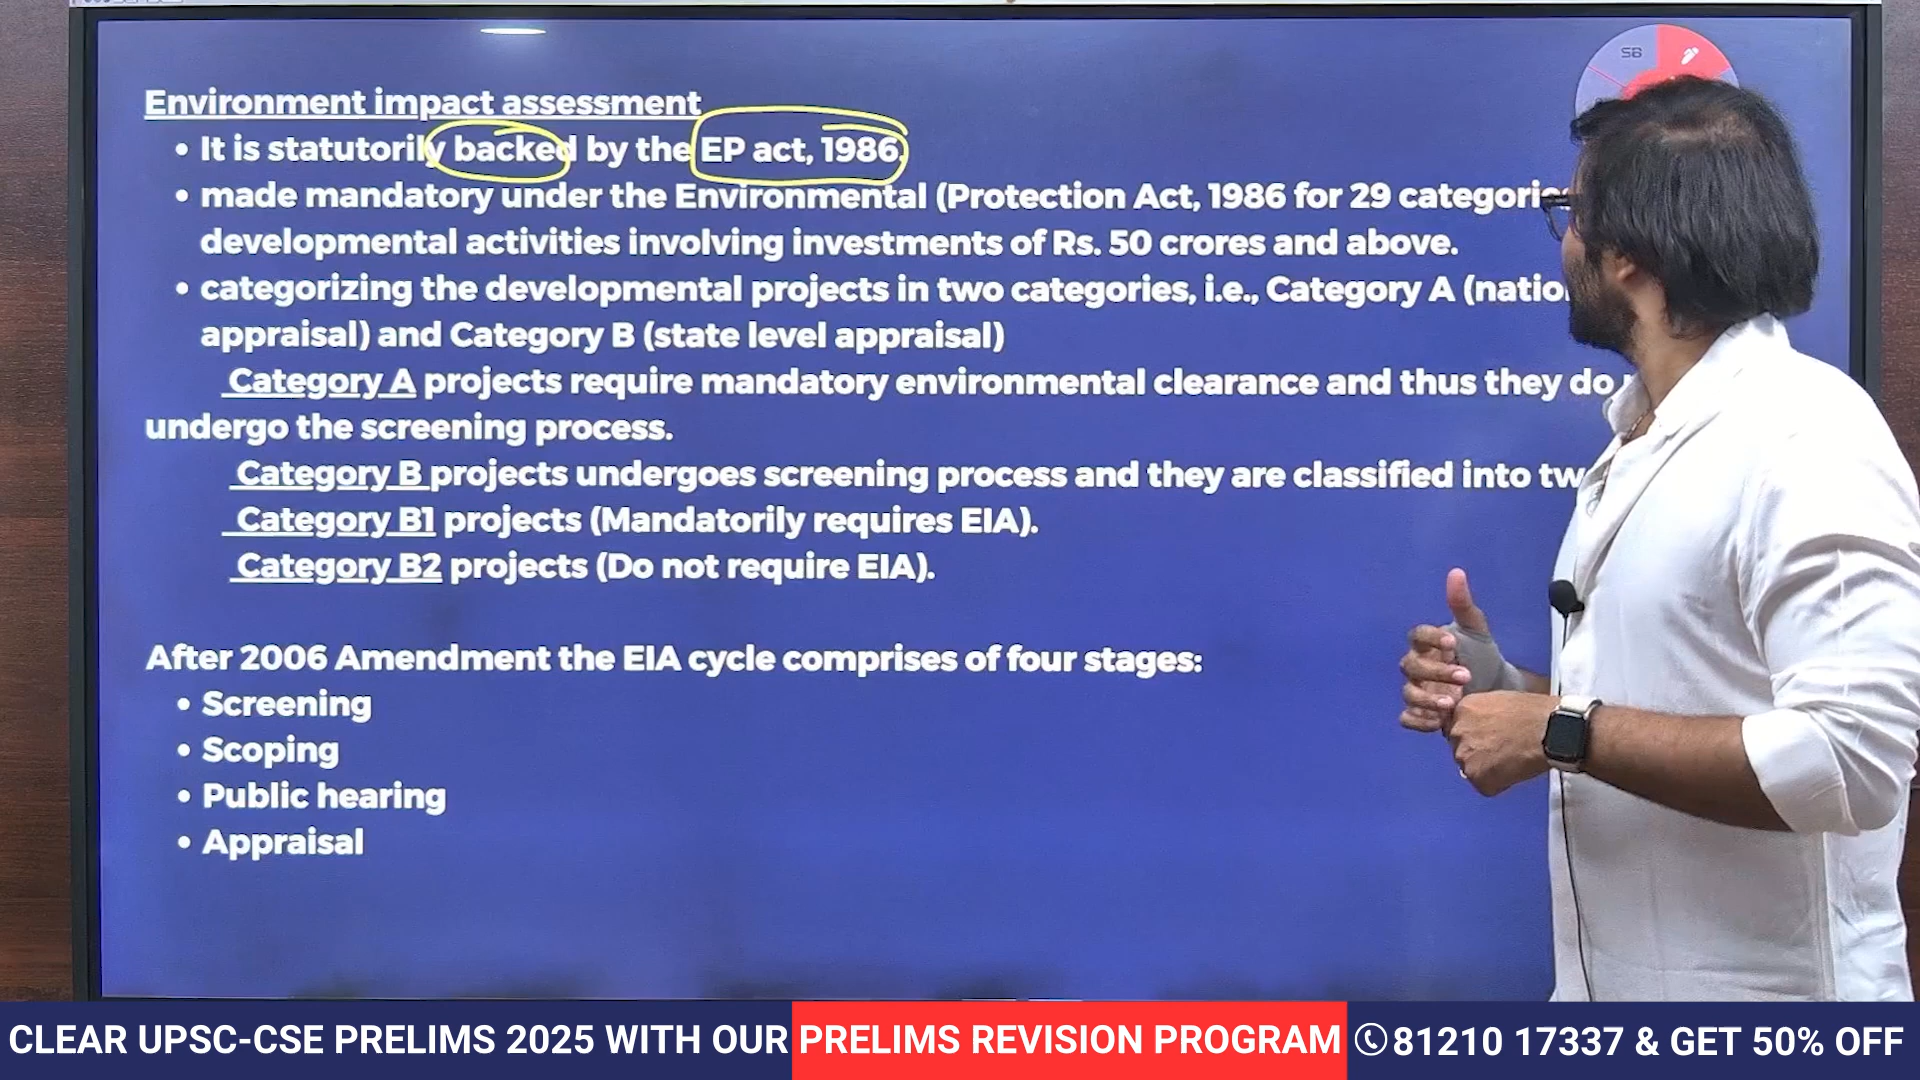 SB
Environment impact assessment
• It is statutorily backed by the EP act, 1986.
• made mandatory under the Environmental (Protection Act, 1986 for 29
developmental activities involving investments of Rs. 50 crores and above.
• categorizing the developmental projects in two categories, i.e., Category A
appraisal) and Category B (state level appraisal)
Category A projects require mandatory environmental clearance and thus they do
undergo the screening process.
Category B projects undergoes screening process and they are classified into
Category B1 projects (Mandatorily requires EIA).
Category B2 projects (Do not require EIA).
After 2006 Amendment the EIA cycle comprises of four stages:
• Screening
• Scoping
• Public hearing
• Appraisal
CLEAR UPSC-CSE PRELIMS 2025 WITH OUR PRELIMS REVISION PROGRAM 81210 17337 & GET 50% OFF